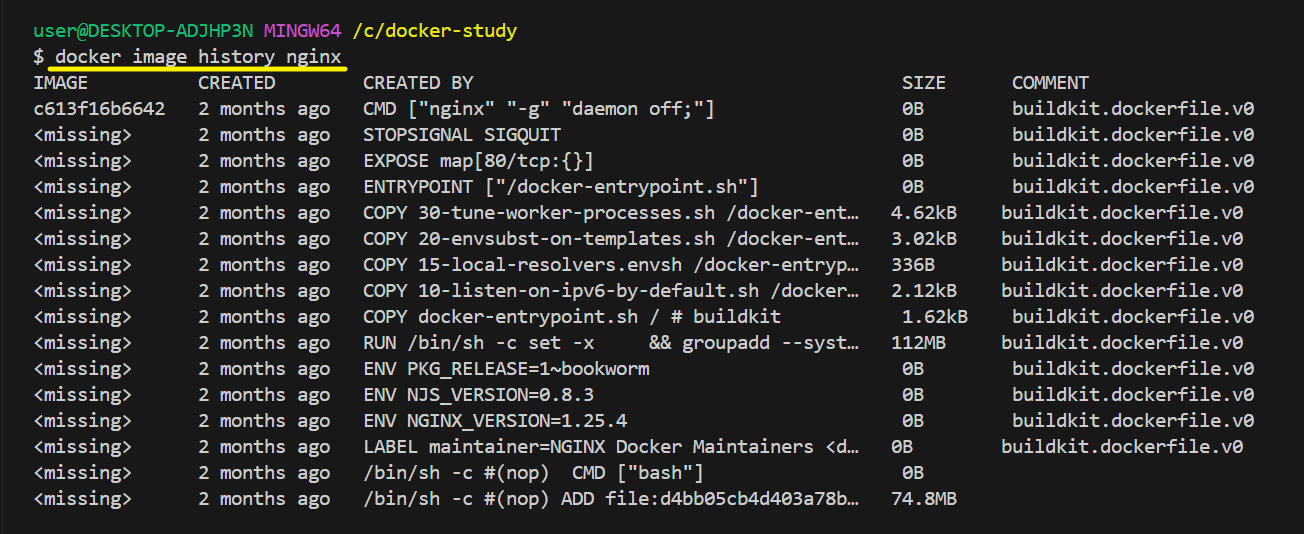 user@DESKTOP-ADJHP3N MINGW64 /c/docker-study
$ docker image history nginx
IMAGE          CREATED        CREATED BY                                      SIZE      COMMENT
c613f16b6642   2 months ago   CMD ["nginx" "-g" "daemon off;"]                 0B        buildkit.dockerfile.v0
<missing>      2 months ago   STOPSIGNAL SIGQUIT                               0B        buildkit.dockerfile.v0
<missing>      2 months ago   EXPOSE map[80/tcp:{}]                            0B        buildkit.dockerfile.v0
<missing>      2 months ago   ENTRYPOINT ["/docker-entrypoint.sh"]             0B        buildkit.dockerfile.v0
<missing>      2 months ago   COPY 30-tune-worker-processes.sh /docker-ent…   4.62kB    buildkit.dockerfile.v0
<missing>      2 months ago   COPY 20-envsubst-on-templates.sh /docker-ent…   3.02kB    buildkit.dockerfile.v0
<missing>      2 months ago   COPY 15-local-resolvers.envsh /docker-entryp…   336B      buildkit.dockerfile.v0
<missing>      2 months ago   COPY 10-listen-on-ipv6-by-default.sh /docker…   2.12kB    buildkit.dockerfile.v0
<missing>      2 months ago   COPY docker-entrypoint.sh / # buildkit           1.62kB    buildkit.dockerfile.v0
<missing>      2 months ago   RUN /bin/sh -c set -x     && groupadd --syst…   112MB     buildkit.dockerfile.v0
<missing>      2 months ago   ENV PKG_RELEASE=1~bookworm                       0B        buildkit.dockerfile.v0
<missing>      2 months ago   ENV NJS_VERSION=0.8.3                            0B        buildkit.dockerfile.v0
<missing>      2 months ago   ENV NGINX_VERSION=1.25.4                         0B        buildkit.dockerfile.v0
<missing>      2 months ago   LABEL maintainer=NGINX Docker Maintainers <d…   0B        buildkit.dockerfile.v0
<missing>      2 months ago   /bin/sh -c #(nop)  CMD ["bash"]                  0B
<missing>      2 months ago   /bin/sh -c #(nop) ADD file:d4bb05cb4d403a78b…   74.8MB